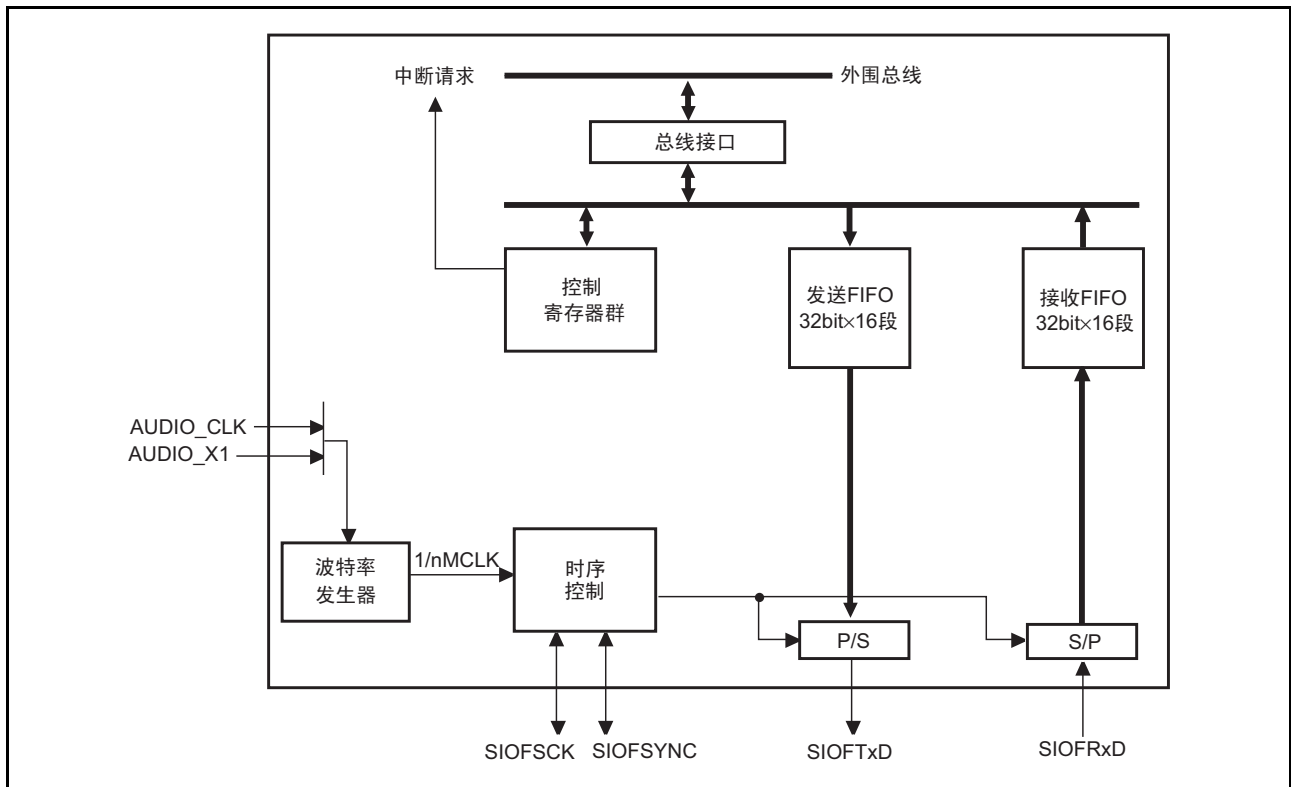 中断请求
外围总线
总线接口
控制
寄存器群
发送FIFO
32bit×16段
接收FIFO
32bit×16段
AUDIO_CLK
AUDIO_X1
波特率
发生器
1/nMCLK
时序
控制
P/S
S/P
SIOFSCK
SIOFSYNC
SIOFTxD
SIOFRxD